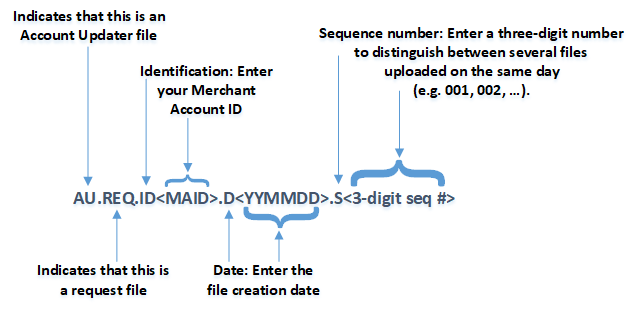 Indicates that this is an
Account Updater file
Sequence number: Enter a three-digit number
to distinguish between several files
uploaded on the same day
(e.g. 001, 002, ...).
Identification: Enter
your Merchant
Account ID
AU.REQ.ID<MAID>.D<YYMMDD>.S<3-digit seq #>
Indicates that this is
a request file
Date: Enter the
file creation date